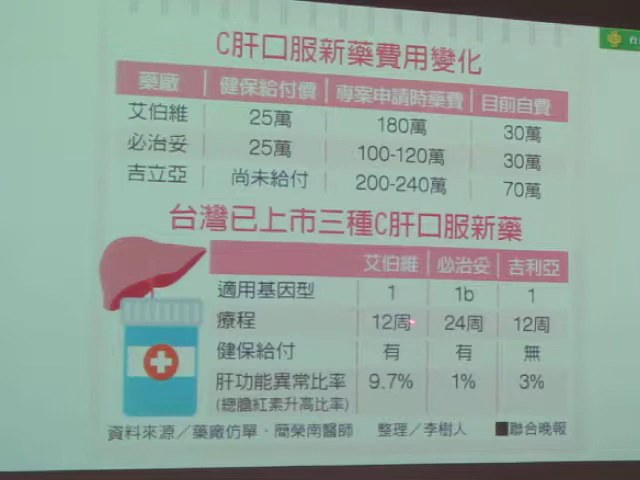 C肝口服新藥費用變化
藥廠 健保給付價 專案申請時藥費 目前自費
艾伯維 25萬 180萬 30萬
必治妥 25萬 100-120萬 30萬
吉立亞 尚未給付 200-240萬 70萬
台灣已上市三種C肝口服新藥
艾伯維 必治妥 吉利亞
適用基因型 1 1b 1
療程 12周 24周 12周
健保給付 有 有 無
肝功能異常比率 9.7% 1% 3%
(總膽紅素升高比率)
資料來源／藥廠仿單、簡榮南醫師 整理／李樹人 ■聯合晚報